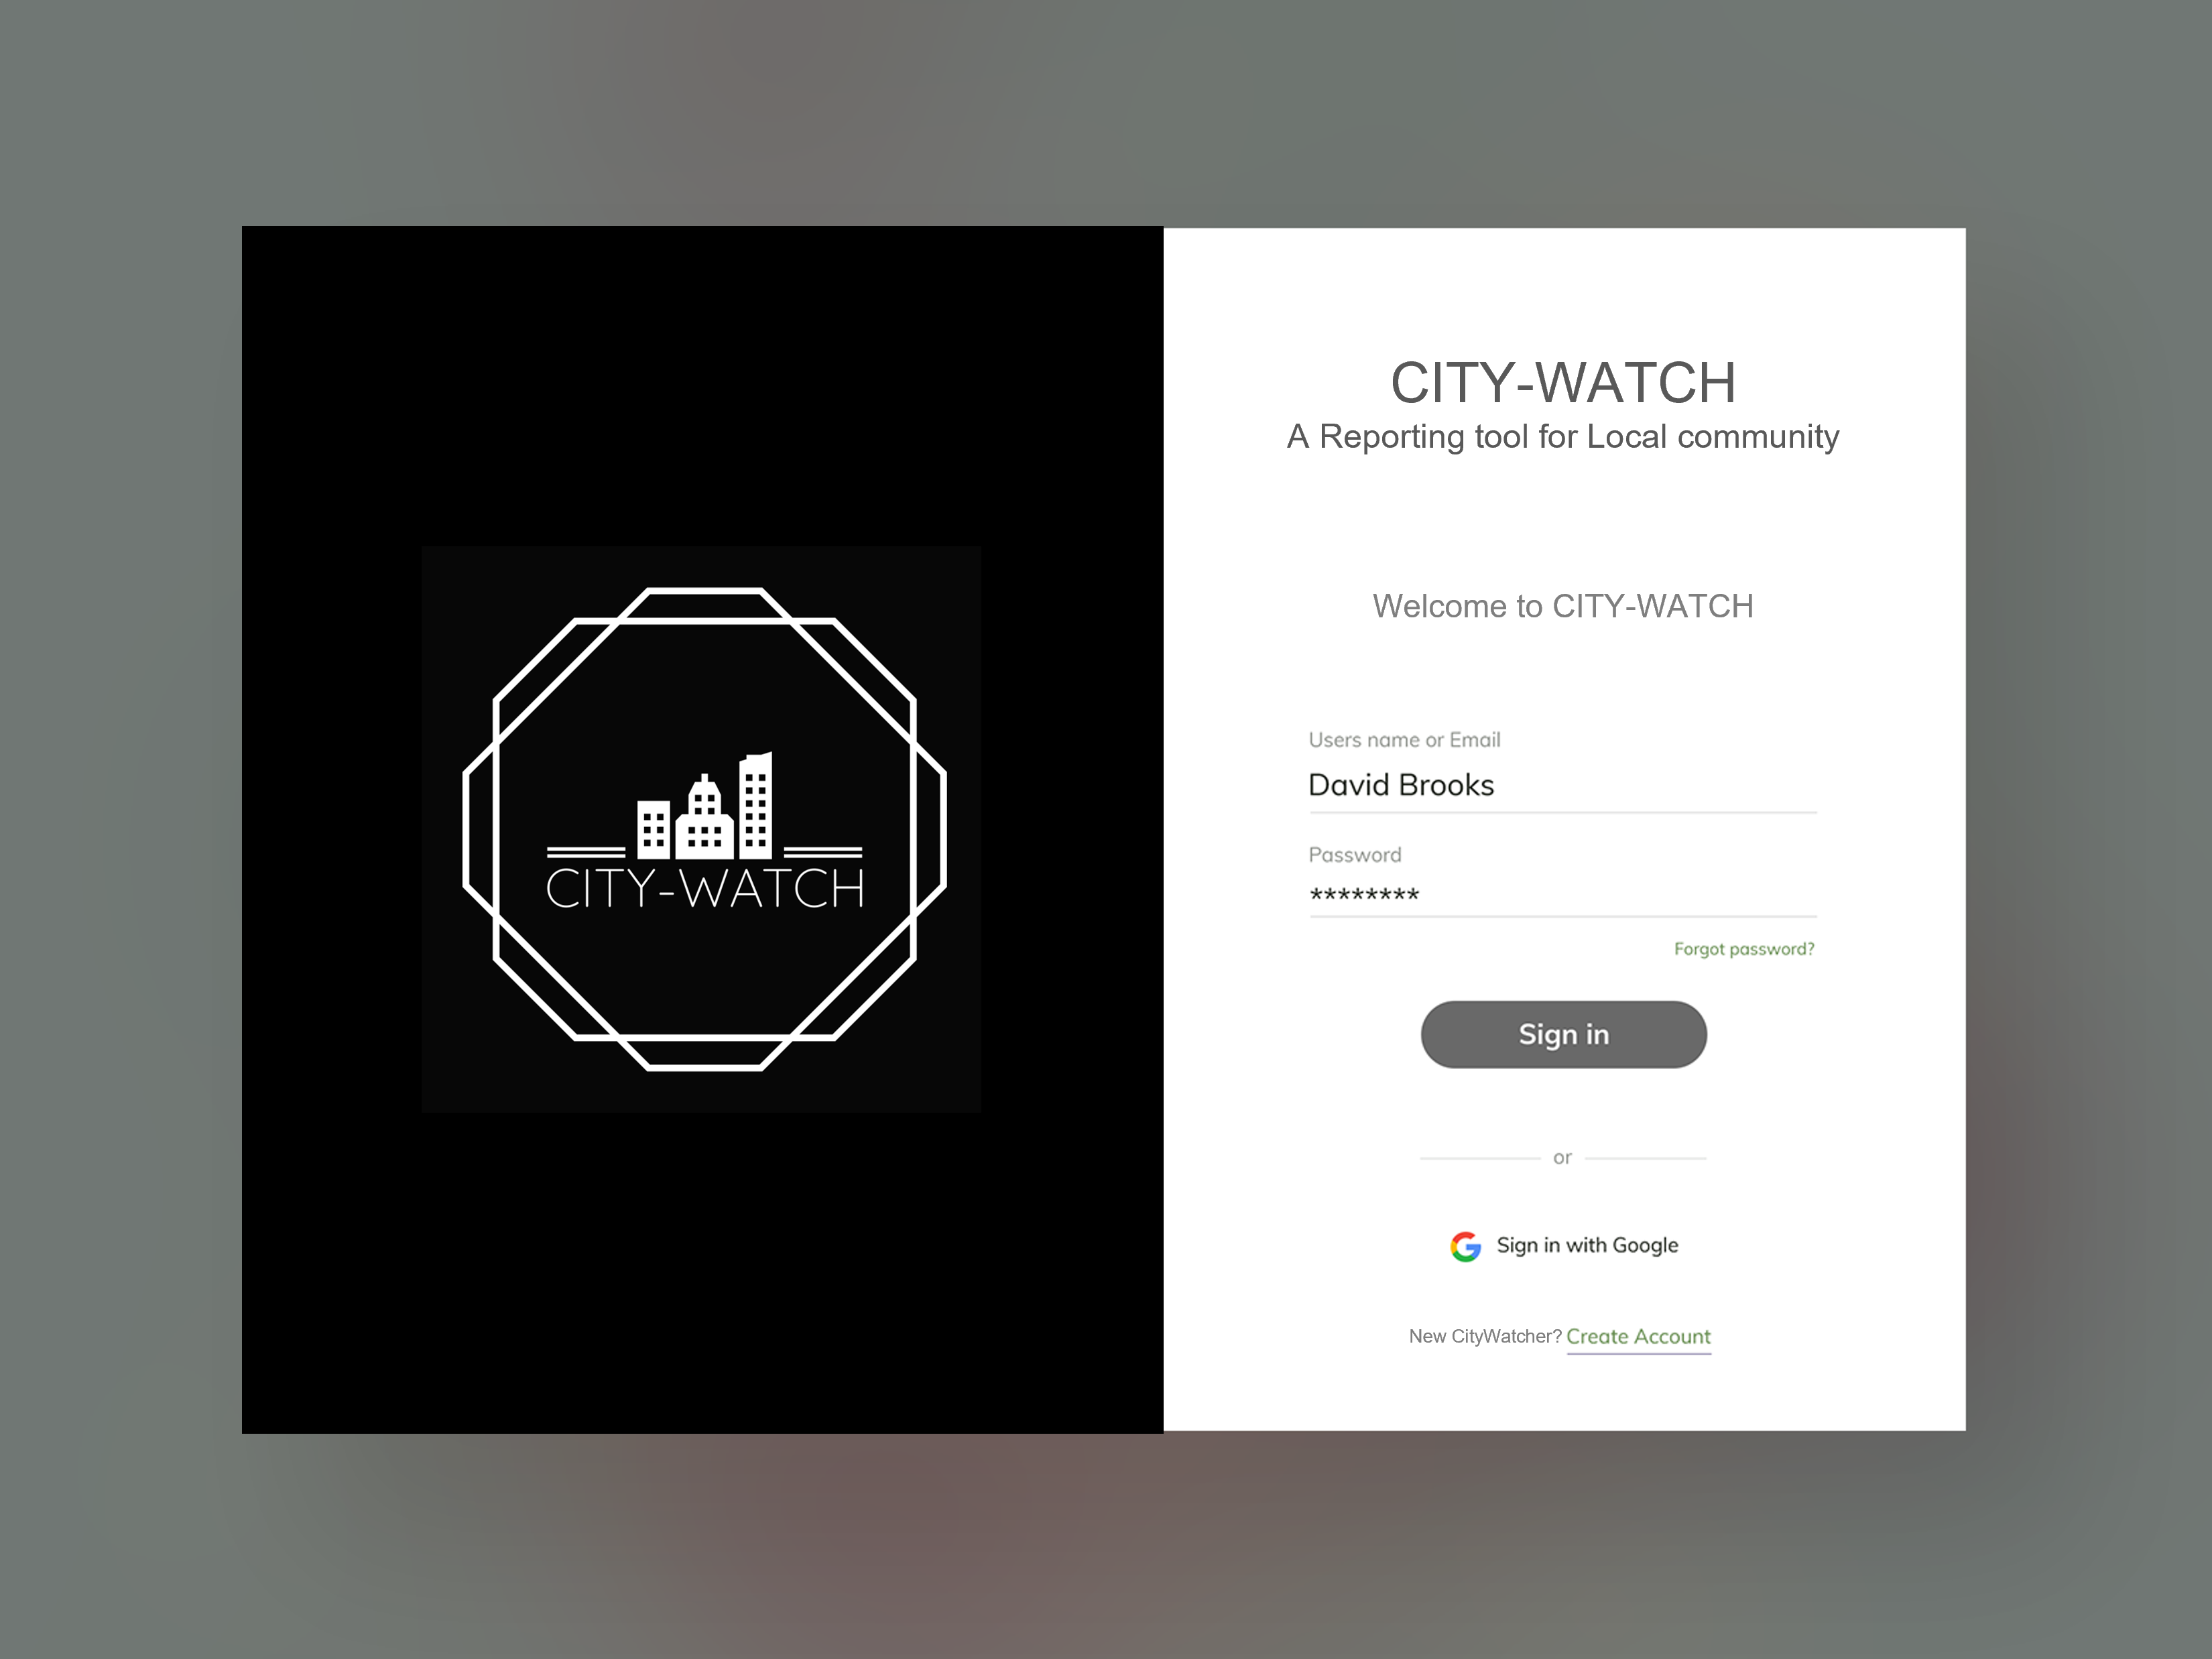 CITY-WATCH
CITY-WATCH
A Reporting tool for Local community
Welcome to CITY-WATCH
Users name or Email
David Brooks
Password
********
Forgot password?
Sign in
or
Sign in with Google
New CityWatcher? Create Account